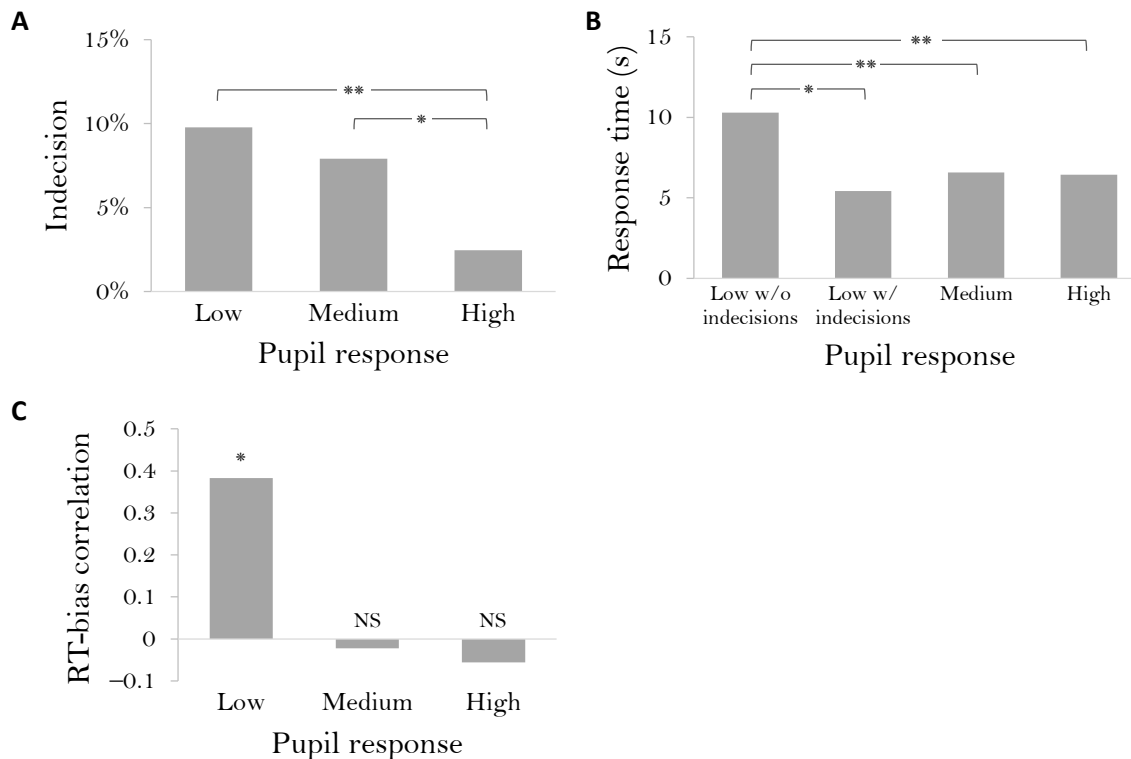 A
Indecision
15%
10%
5%
0%
**
*
Low Medium High
Pupil response
B
Response time (s)
15
10
5
0
**
**
*
Low w/o indecisions
Low w/ indecisions
Medium
High
Pupil response
C
RT-bias correlation
0.5
0.4
0.3
0.2
0.1
0
–0.1
*
NS NS
Low Medium High
Pupil response